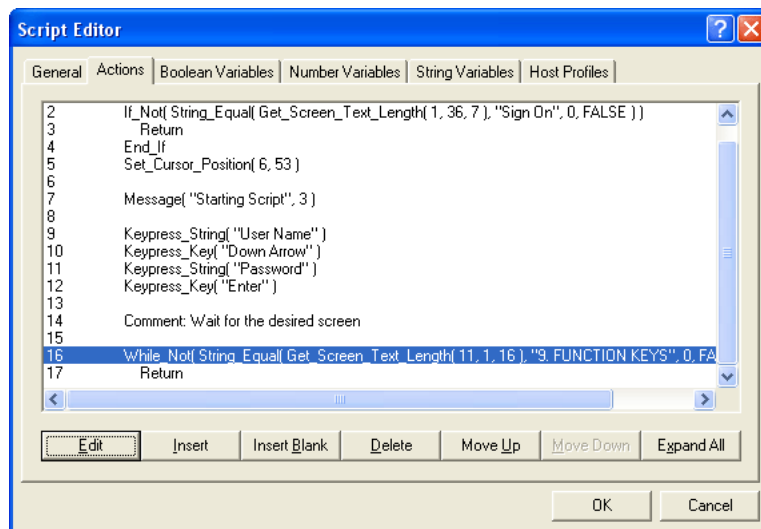 Script Editor
General Actions Boolean Variables Number Variables String Variables Host Profiles
2 If_Not( String_Equal( Get_Screen_Text_Length( 1, 36, 7 ), "Sign On", 0, FALSE ) )
3 Return
4 End_If
5 Set_Cursor_Position( 6, 53 )
6
7 Message( "Starting Script", 3 )
8
9 Keypress_String( "User Name" )
10 Keypress_Key( "Down Arrow" )
11 Keypress_String( "Password" )
12 Keypress_Key( "Enter" )
13
14 Comment: Wait for the desired screen
15
16 While_Not( String_Equal( Get_Screen_Text_Length( 11, 1, 16 ), "9. FUNCTION KEYS", 0, FA
17 Return
Edit Insert Insert Blank Delete Move Up Move Down Expand All
OK Cancel